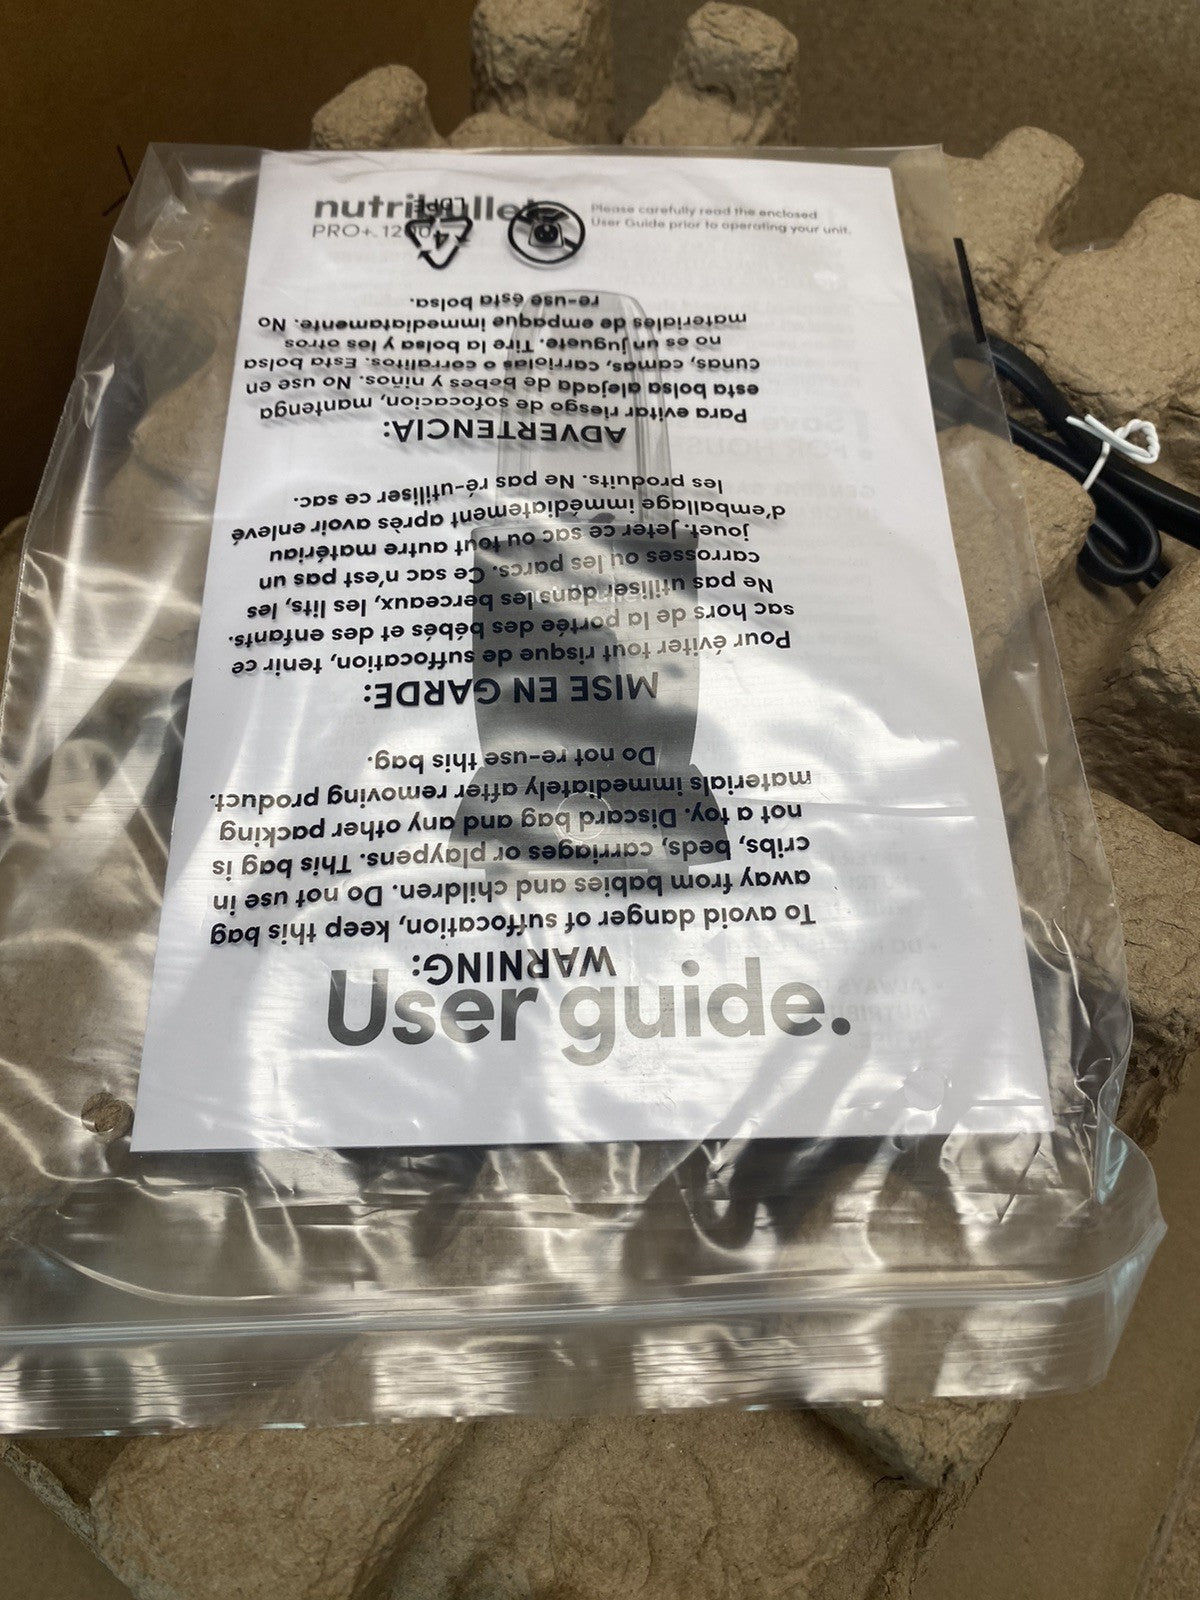 nutribullet
PRO+. 1200
Please carefully read the enclosed
User Guide prior to operating your unit.
User guide.
WARNING:
To avoid danger of suffocation, keep this bag
away from babies and children. Do not use in
cribs, beds, carriages or playpens. This bag is
not a toy. Discard bag and any other packing
materials immediately after removing product.
Do not re-use this bag.
MISE EN GARDE:
Pour éviter tout risque de suffocation, tenir ce
sac hors de la portée des bébés et des enfants.
Ne pas utiliser dans les berceaux, les lits, les
carrosses ou les parcs. Ce sac n'est pas un
jouet. Jeter ce sac ou tout autre matériau
d'emballage immédiatement après avoir enlevé
les produits. Ne pas ré-utiliser ce sac.
ADVERTENCIA:
Para evitar riesgo de sofocacion, mantenga
esta bolsa alejada de bebes y niños. No use en
cunas, camas, carriolas o corralitos. Esta bolsa
no es un juguete. Tire la bolsa y los otros
materiales de empaque immediatamente. No
re-use ésta bolsa.
4
LDPE